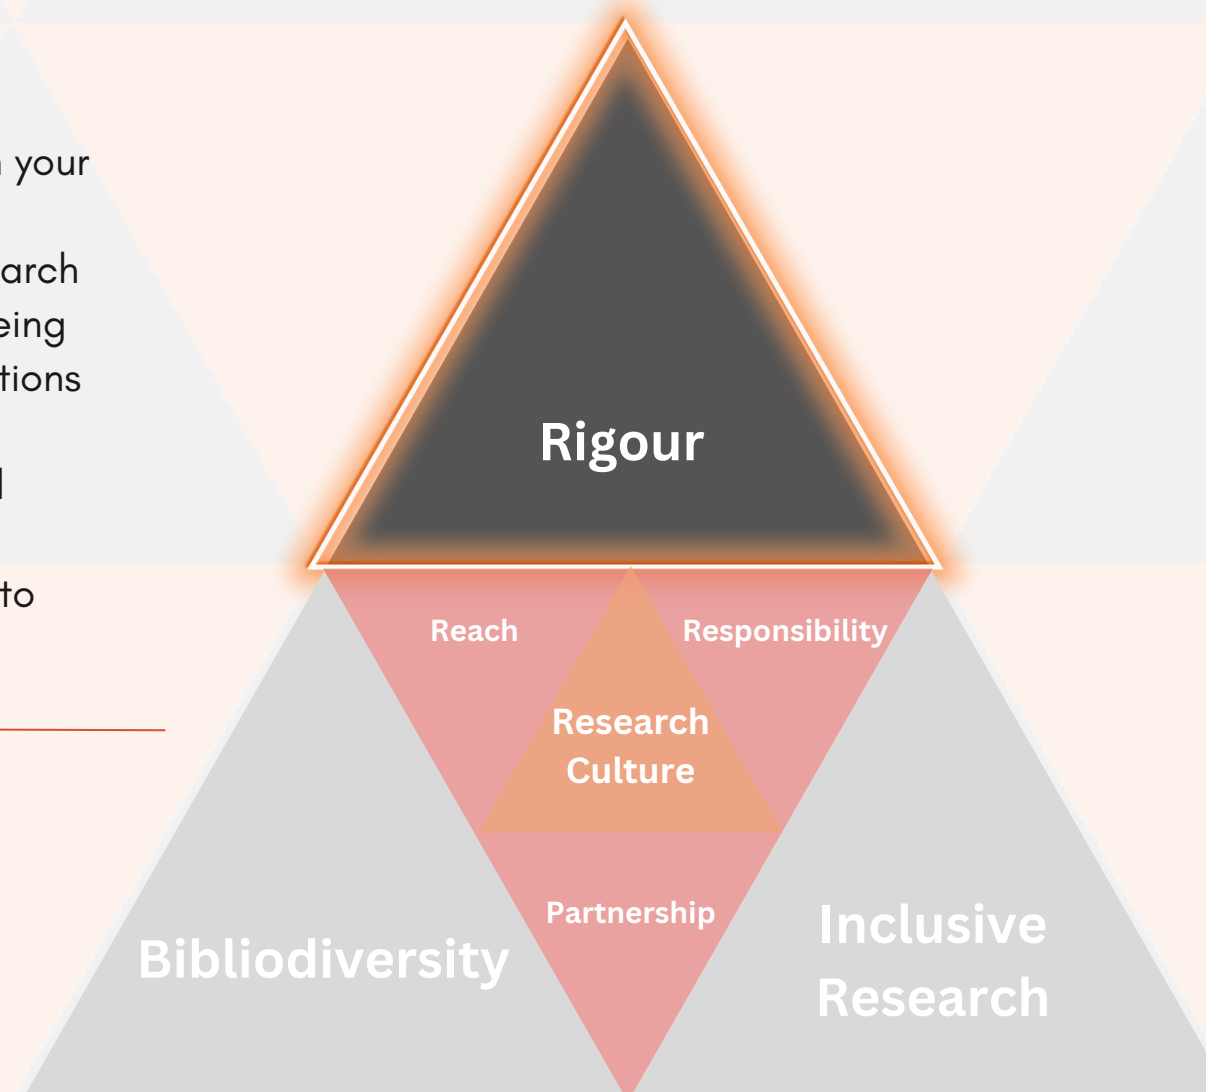 your
arch
eing
tions
to
Rigour
Reach
Responsibility
Research
Culture
Partnership
Bibliodiversity
Inclusive
Research